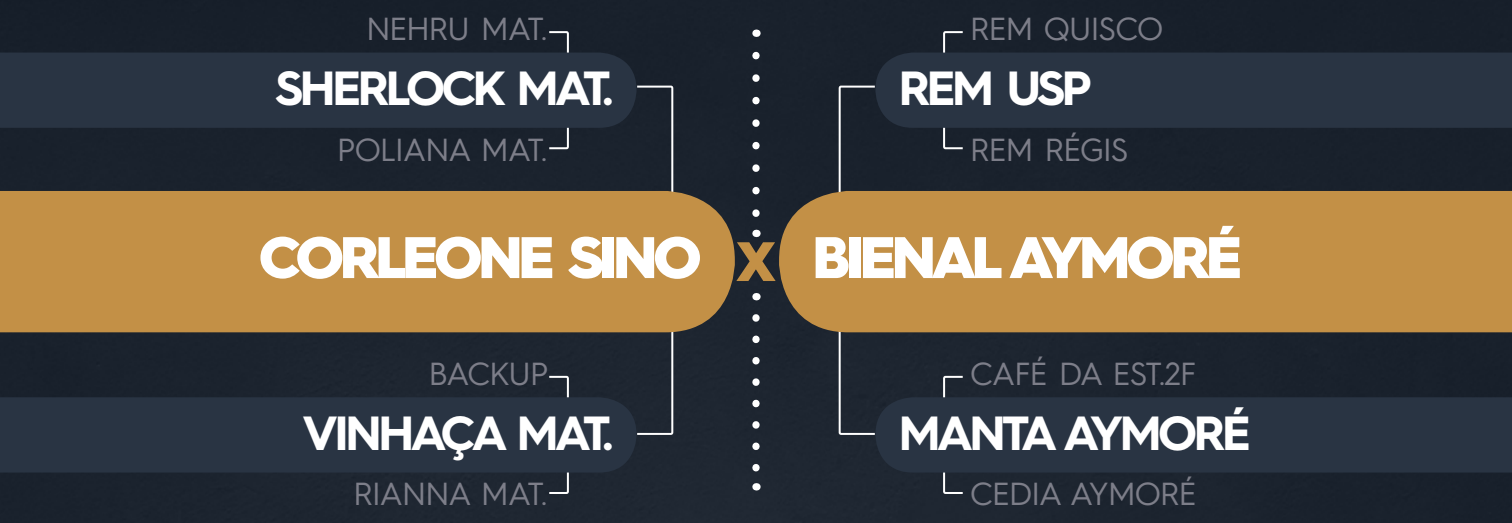 NEHRU MAT.
SHERLOCK MAT.
POLIANA MAT.
CORLEONE SINO
BACKUP
VINHAÇA MAT.
RIANNA MAT.
X
REM QUISCO
REM USP
REM RÉGIS
BIENAL AYMORÉ
CAFÉ DA EST.2F
MANTA AYMORÉ
CEDIA AYMORÉ